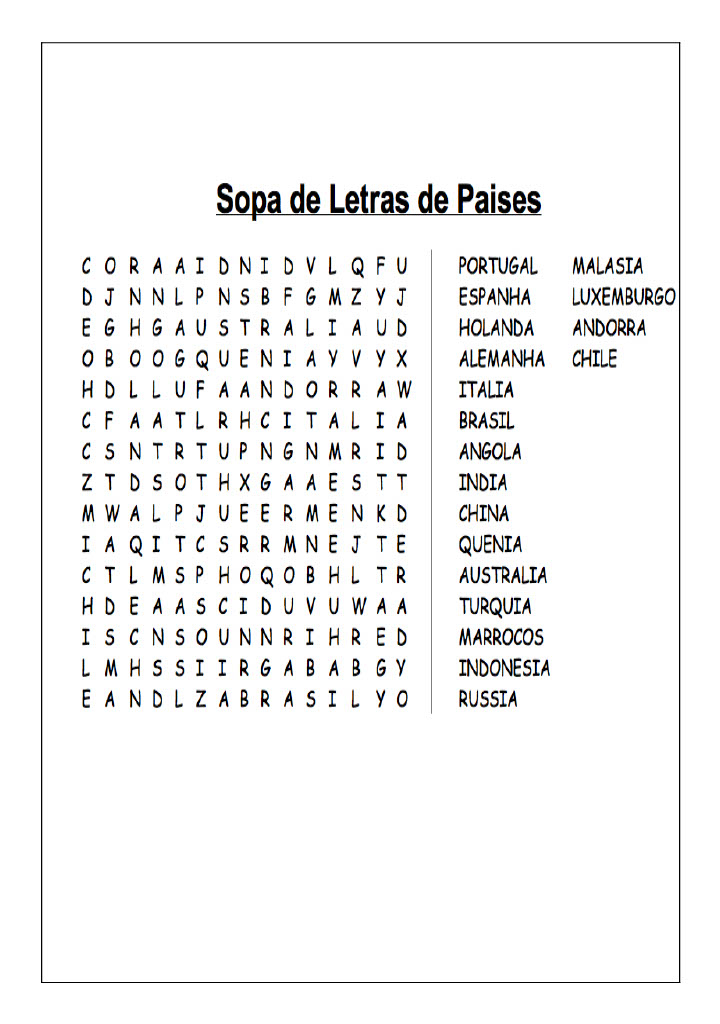 Sopa de Letras de Paises
C O R A A I D N I D V L Q F U PORTUGAL MALASIA
D J N N L P N S B F G M Z Y J ESPANHA LUXEMBURGO
E G H G A U S T R A L I A U D HOLANDA ANDORRA
O B O O G Q U E N I A Y V Y X ALEMANHA CHILE
H D L L U F A A N D O R R A W ITALIA
C F A A T L R H C I T A L I A BRASIL
C S N T R T U P N G N M R I D ANGOLA
Z T D S O T H X G A A E S T T INDIA
M W A L P J U E E R M E N K D CHINA
I A Q I T C S R R M N E J T E QUENIA
C T L M S P H O Q O B H L T R AUSTRALIA
H D E A A S C I D U V U W A A TURQUIA
I S C N S O U N N R I H R E D MARROCOS
L M H S S I I R G A B A B G Y INDONESIA
E A N D L Z A B R A S I L Y O RUSSIA